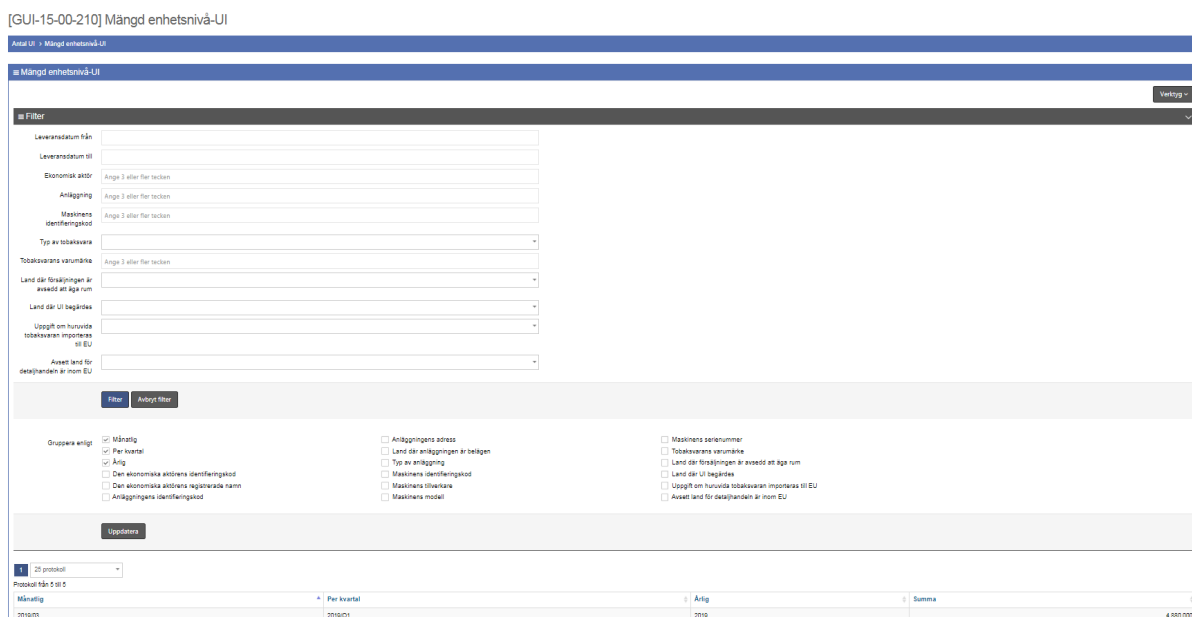 [GUI-15-00-210] Mängd enhetsnivå-UI
Antal UI > Mängd enhetsnivå-UI
Mängd enhetsnivå-UI
Verktyg
Filter
Leveransdatum från
Leveransdatum till
Ekonomisk aktör
Ange 3 eller fler tecken
Anläggning
Ange 3 eller fler tecken
Maskinens
identifieringskod
Ange 3 eller fler tecken
Typ av tobaksvara
Tobaksvarans varumärke
Ange 3 eller fler tecken
Land där försäljningen är
avsedd att äga rum
Land där UI begärdes
Uppgift om huruvida
tobaksvaran importeras
till EU
Avsett land för
detaljhandeln är inom EU
Filter Avbryt filter
Gruppera enligt
Månatlig
Per kvartal
Årlig
Den ekonomiska aktörens identifieringskod
Den ekonomiska aktörens registrerade namn
Anläggningens identifieringskod
Anläggningens adress
Land där anläggningen är belägen
Typ av anläggning
Maskinens identifieringskod
Maskinens tillverkare
Maskinens modell
Maskinens serienummer
Tobaksvarans varumärke
Land där försäljningen är avsedd att äga rum
Land där UI begärdes
Uppgift om huruvida tobaksvaran importeras till EU
Avsett land för detaljhandeln är inom EU
Uppdatera
1 25 protokoll
Protokoll från 5 till 5
Månatlig Per kvartal Årlig Summa
2019/03 2019/Q1 2019 4 880 000